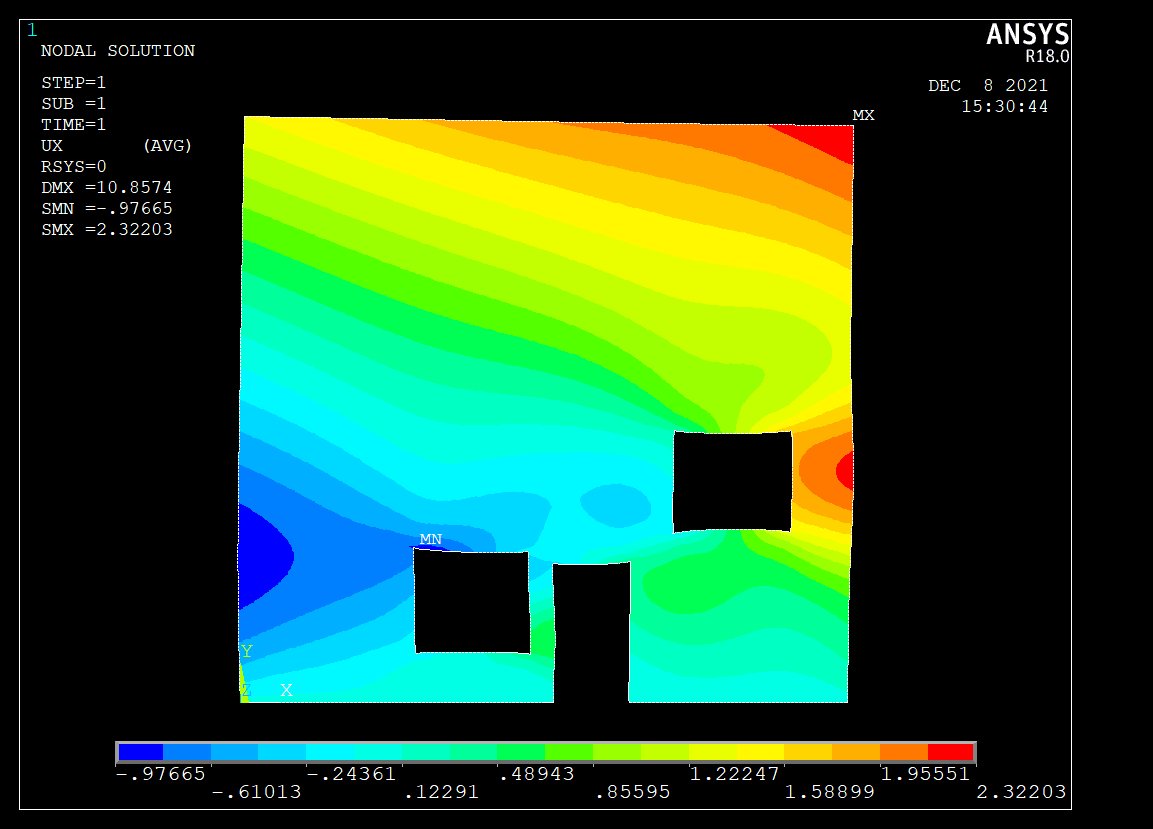 1
NODAL SOLUTION
STEP=1
SUB =1
TIME=1
UX (AVG)
RSYS=0
DMX =10.8574
SMN =-.97665
SMX =2.32203
ANSYS
R18.0
DEC 8 2021
15:30:44
MX
MN
Y
Z X
-.97665 -.24361 .48943 1.22247 1.95551
-.61013 .12291 .85595 1.58899 2.32203